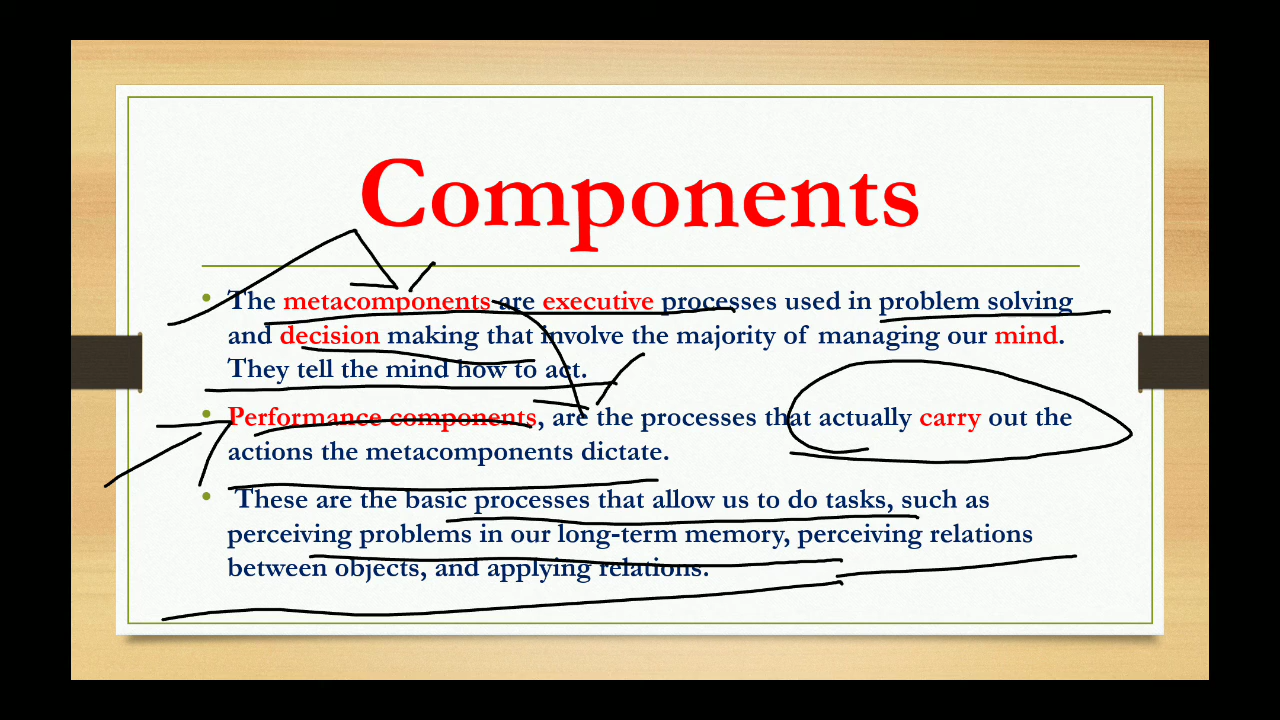 Components
• The metacomponents are executive processes used in problem solving
and decision making that involve the majority of managing our mind.
They tell the mind how to act.
• Performance components, are the processes that actually carry out the
actions the metacomponents dictate.
• These are the basic processes that allow us to do tasks, such as
perceiving problems in our long-term memory, perceiving relations
between objects, and applying relations.